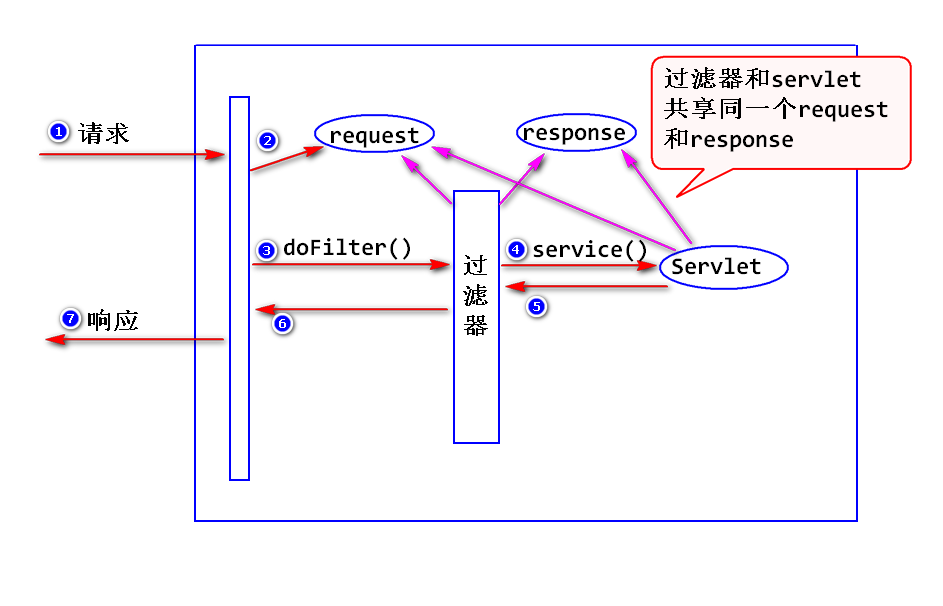 过滤器和servlet
共享同一个request
和response
1 请求
2
request
response
3 doFilter()
4 service()
过
滤
器
Servlet
5
6
7 响应